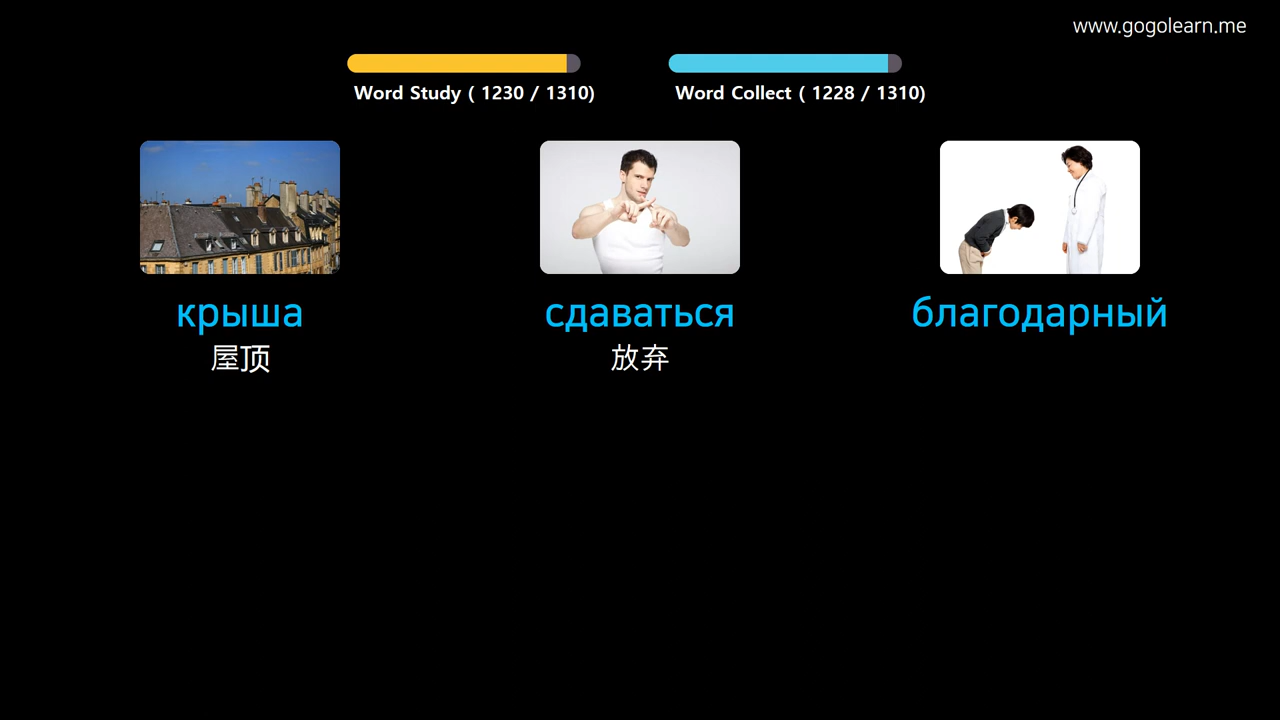 www.gogolearn.me
Word Study ( 1230 / 1310)
Word Collect ( 1228 / 1310)
крыша
сдаваться
благодарный
屋顶
放弃